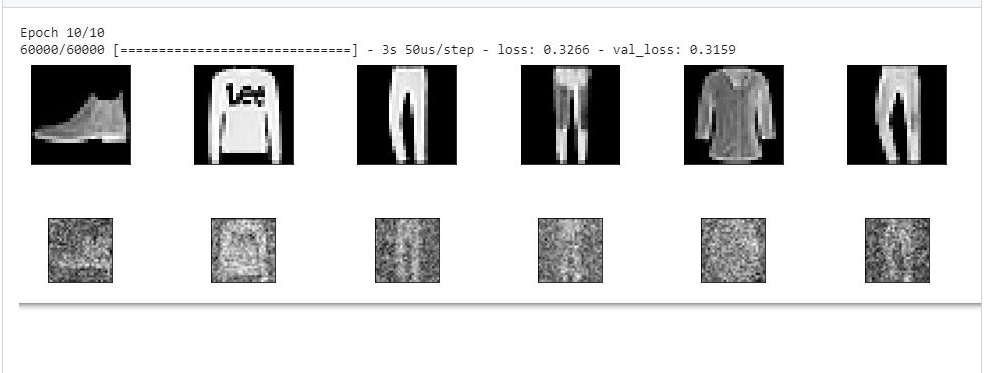 Epoch 10/10
60000/60000 [==============================] - 3s 50us/step - loss: 0.3266 - val_loss: 0.3159
Lee